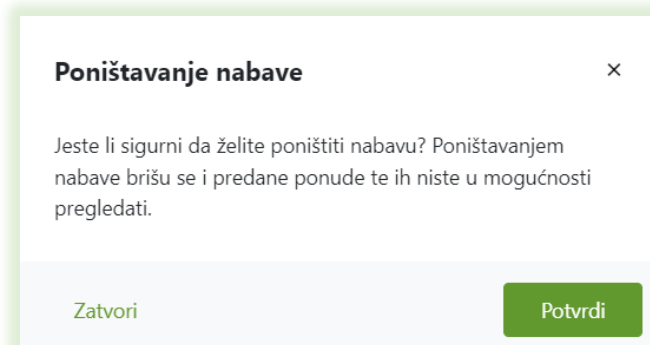 Poništavanje nabave
Jeste li sigurni da želite poništiti nabavu? Poništavanjem
nabave brišu se i predane ponude te ih niste u mogućnosti
pregledati.
Zatvori
Potvrdi